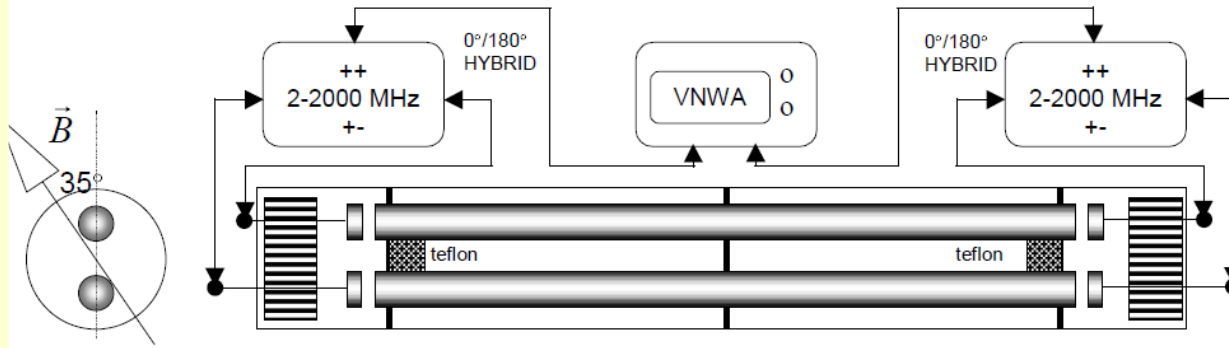 B
35°
0°/180°
HYBRID
++
2-2000 MHz
+-
VNWA
o
o
0°/180°
HYBRID
++
2-2000 MHz
+-
teflon
teflon